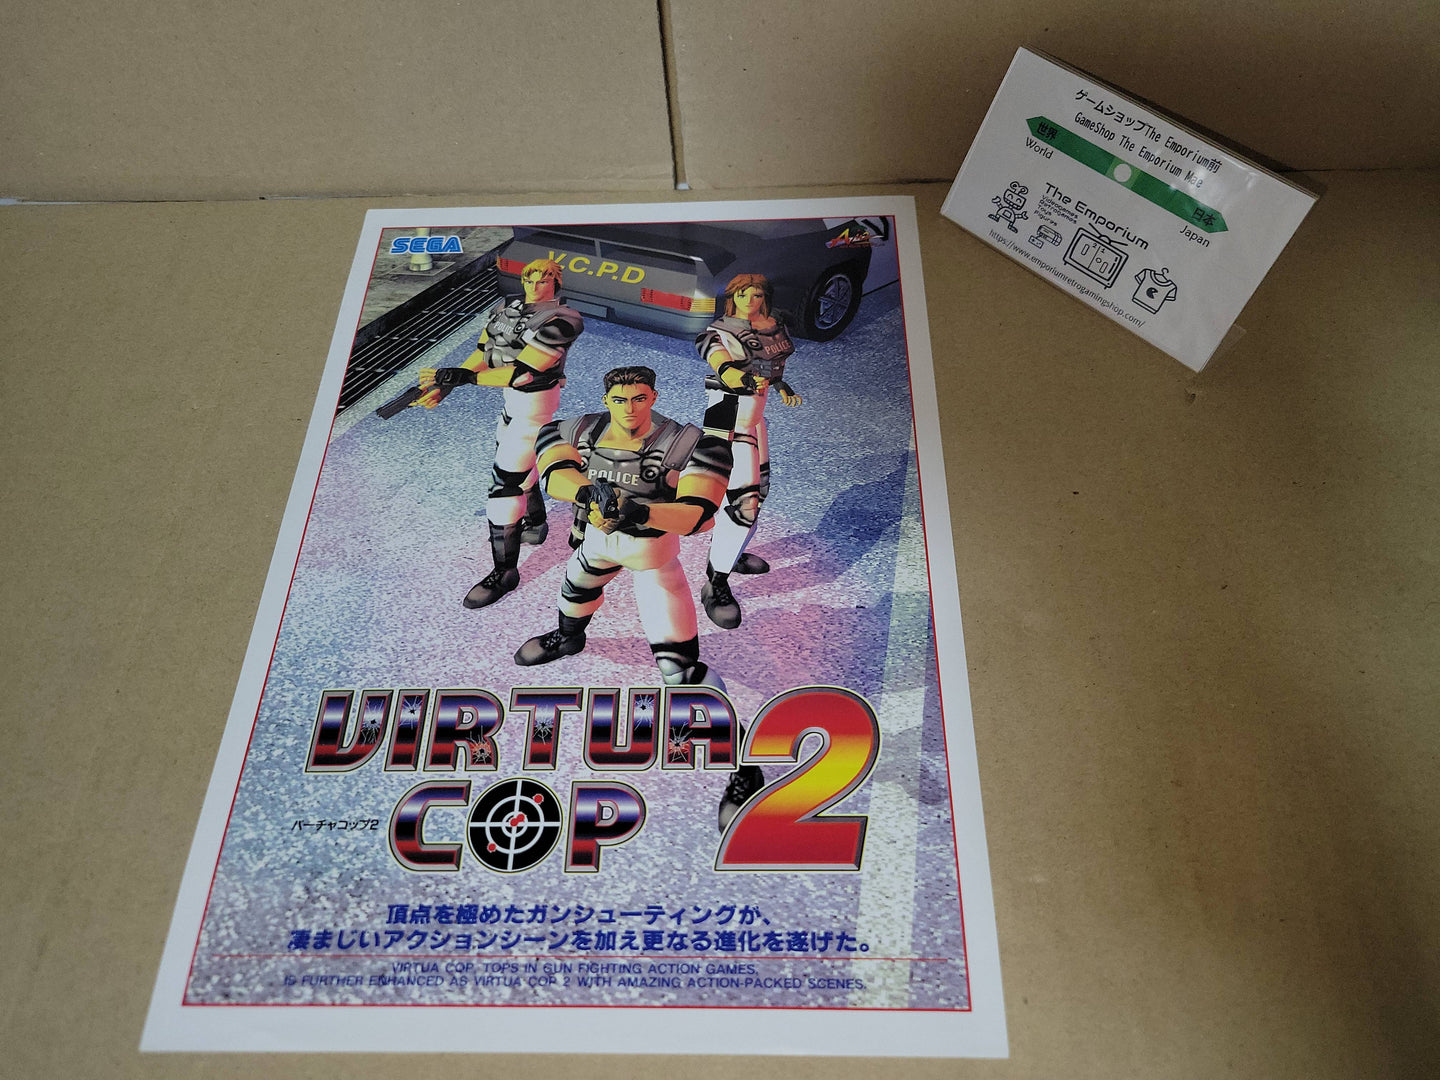 SEGA
V.C.P.D
POLICE
POLICE
VIRTUA
COP 2
バーチャコップ2
頂点を極めたガンシューティングが、
凄まじいアクションシーンを加え更なる進化を遂げた。
VIRTUA COP, TOPS IN GUN FIGHTING ACTION GAMES,
IS FURTHER ENHANCED AS VIRTUA COP 2 WITH AMAZING ACTION-PACKED SCENES.
ゲームショップThe Emporium前
GameShop The Emporium Mae
世界
World
日本
Japan
The Emporium
Videogames
Retrogames
Toys
Figures
https://www.emporiumretrogamingshop.com/